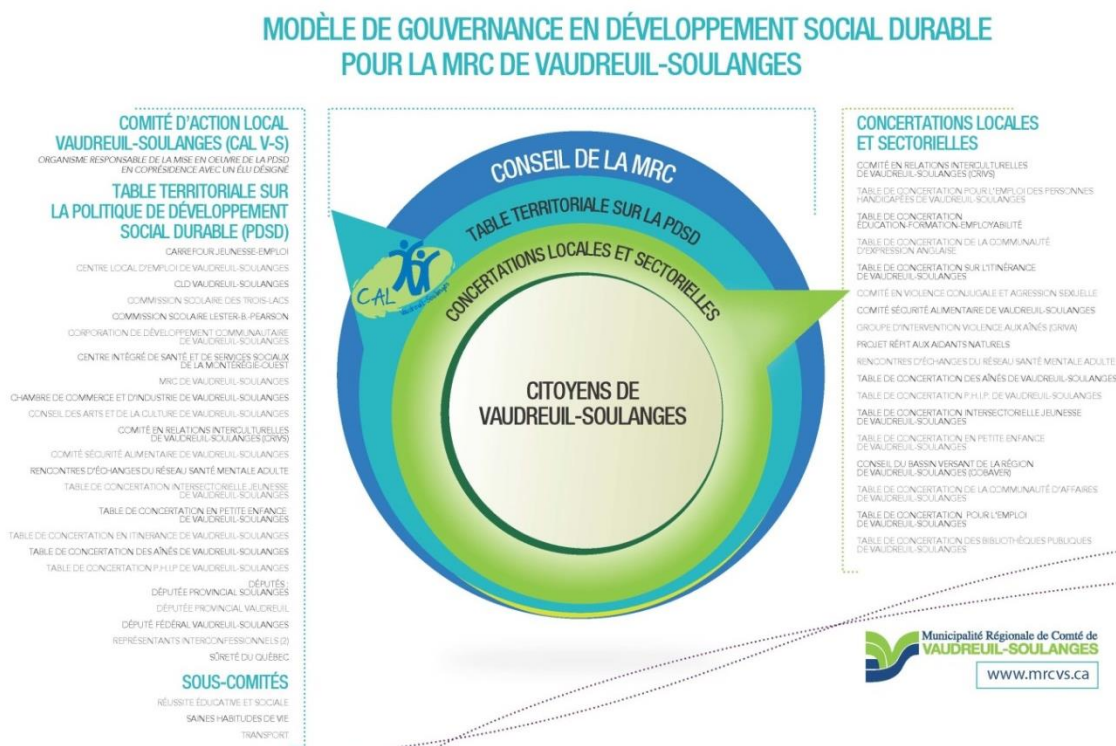 MODÈLE DE GOUVERNANCE EN DÉVELOPPEMENT SOCIAL DURABLE
POUR LA MRC DE VAUDREUIL-SOULANGES
COMITÉ D'ACTION LOCAL
VAUDREUIL-SOULANGES (CAL V-S)
ORGANISME RESPONSABLE DE LA MISE EN OEUVRE DE LA PDSD
EN COPRÉSIDENCE AVEC UN ÉLU DÉSIGNÉ
TABLE TERRITORIALE SUR
LA POLITIQUE DE DÉVELOPPEMENT
SOCIAL DURABLE (PDSD)
CARREFOUR JEUNESSE-EMPLOI
CENTRE LOCAL D'EMPLOI DE VAUDREUIL-SOULANGES
CLD VAUDREUIL-SOULANGES
COMMISSION SCOLAIRE DES TROIS-LACS
COMMISSION SCOLAIRE LESTER-B.-PEARSON
CORPORATION DE DÉVELOPPEMENT COMMUNAUTAIRE
DE VAUDREUIL-SOULANGES
CENTRE INTÉGRÉ DE SANTÉ ET DE SERVICES SOCIAUX
DE LA MONTÉRÉGIE-OUEST
MRC DE VAUDREUIL-SOULANGES
CHAMBRE DE COMMERCE ET D'INDUSTRIE DE VAUDREUIL-SOULANGES
CONSEIL DES ARTS ET DE LA CULTURE DE VAUDREUIL-SOULANGES
COMITÉ EN RELATIONS INTERCULTURELLES
DE VAUDREUIL-SOULANGES (CRIVS)
COMITÉ SÉCURITÉ ALIMENTAIRE DE VAUDREUIL-SOULANGES
RENCONTRES D'ÉCHANGES DU RÉSEAU SANTÉ MENTALE ADULTE
TABLE DE CONCERTATION INTERSECTORIELLE JEUNESSE
DE VAUDREUIL-SOULANGES
TABLE DE CONCERTATION EN PETITE ENFANCE
DE VAUDREUIL-SOULANGES
TABLE DE CONCERTATION EN ITINÉRANCE DE VAUDREUIL-SOULANGES
TABLE DE CONCERTATION DES AÎNÉS DE VAUDREUIL-SOULANGES
TABLE DE CONCERTATION P.H.I.P DE VAUDREUIL-SOULANGES
DÉPUTÉS :
DÉPUTÉE PROVINCIAL SOULANGES
DÉPUTÉE PROVINCIAL VAUDREUIL
DÉPUTÉ FÉDÉRAL VAUDREUIL-SOULANGES
REPRÉSENTANTS INTERCONFESSIONNELS (2)
SÛRETÉ DU QUÉBEC
SOUS-COMITÉS
RÉUSSITE ÉDUCATIVE ET SOCIALE
SAINES HABITUDES DE VIE
TRANSPORT
CONSEIL DE LA MRC
TABLE TERRITORIALE SUR LA PDSD
CONCERTATIONS LOCALES ET SECTORIELLES
CAL
CITOYENS DE
VAUDREUIL-SOULANGES
CONCERTATIONS LOCALES
ET SECTORIELLES
COMITÉ EN RELATIONS INTERCULTURELLES
DE VAUDREUIL-SOULANGES (CRIVS)
TABLE DE CONCERTATION POUR L'EMPLOI DES PERSONNES
HANDICAPÉES DE VAUDREUIL-SOULANGES
TABLE DE CONCERTATION
ÉDUCATION-FORMATION-EMPLOYABILITÉ
TABLE DE CONCERTATION DE LA COMMUNAUTÉ
D'EXPRESSION ANGLAISE
TABLE DE CONCERTATION SUR L'ITINÉRANCE
DE VAUDREUIL-SOULANGES
COMITÉ EN VIOLENCE CONJUGALE ET AGRESSION SEXUELLE
COMITÉ SÉCURITÉ ALIMENTAIRE DE VAUDREUIL-SOULANGES
GROUPE D'INTERVENTION VIOLENCE AUX AÎNÉS (GRIVA)
PROJET RÉPIT AUX AIDANTS NATURELS
RENCONTRES D'ÉCHANGES DU RÉSEAU SANTÉ MENTALE ADULTE
TABLE DE CONCERTATION DES AÎNÉS DE VAUDREUIL-SOULANGES
TABLE DE CONCERTATION P.H.I.P. DE VAUDREUIL-SOULANGES
TABLE DE CONCERTATION INTERSECTORIELLE JEUNESSE
DE VAUDREUIL-SOULANGES
TABLE DE CONCERTATION EN PETITE ENFANCE
DE VAUDREUIL-SOULANGES
CONSEIL DU BASSIN VERSANT DE LA RÉGION
DE VAUDREUIL-SOULANGES (COBAVER)
TABLE DE CONCERTATION DE LA COMMUNAUTÉ D'AFFAIRES
DE VAUDREUIL-SOULANGES
TABLE DE CONCERTATION POUR L'EMPLOI
DE VAUDREUIL-SOULANGES
TABLE DE CONCERTATION DES BIBLIOTHÈQUES PUBLIQUES
DE VAUDREUIL-SOULANGES
Municipalité Régionale de Comté de
VAUDREUIL-SOULANGES
www.mrcvs.ca